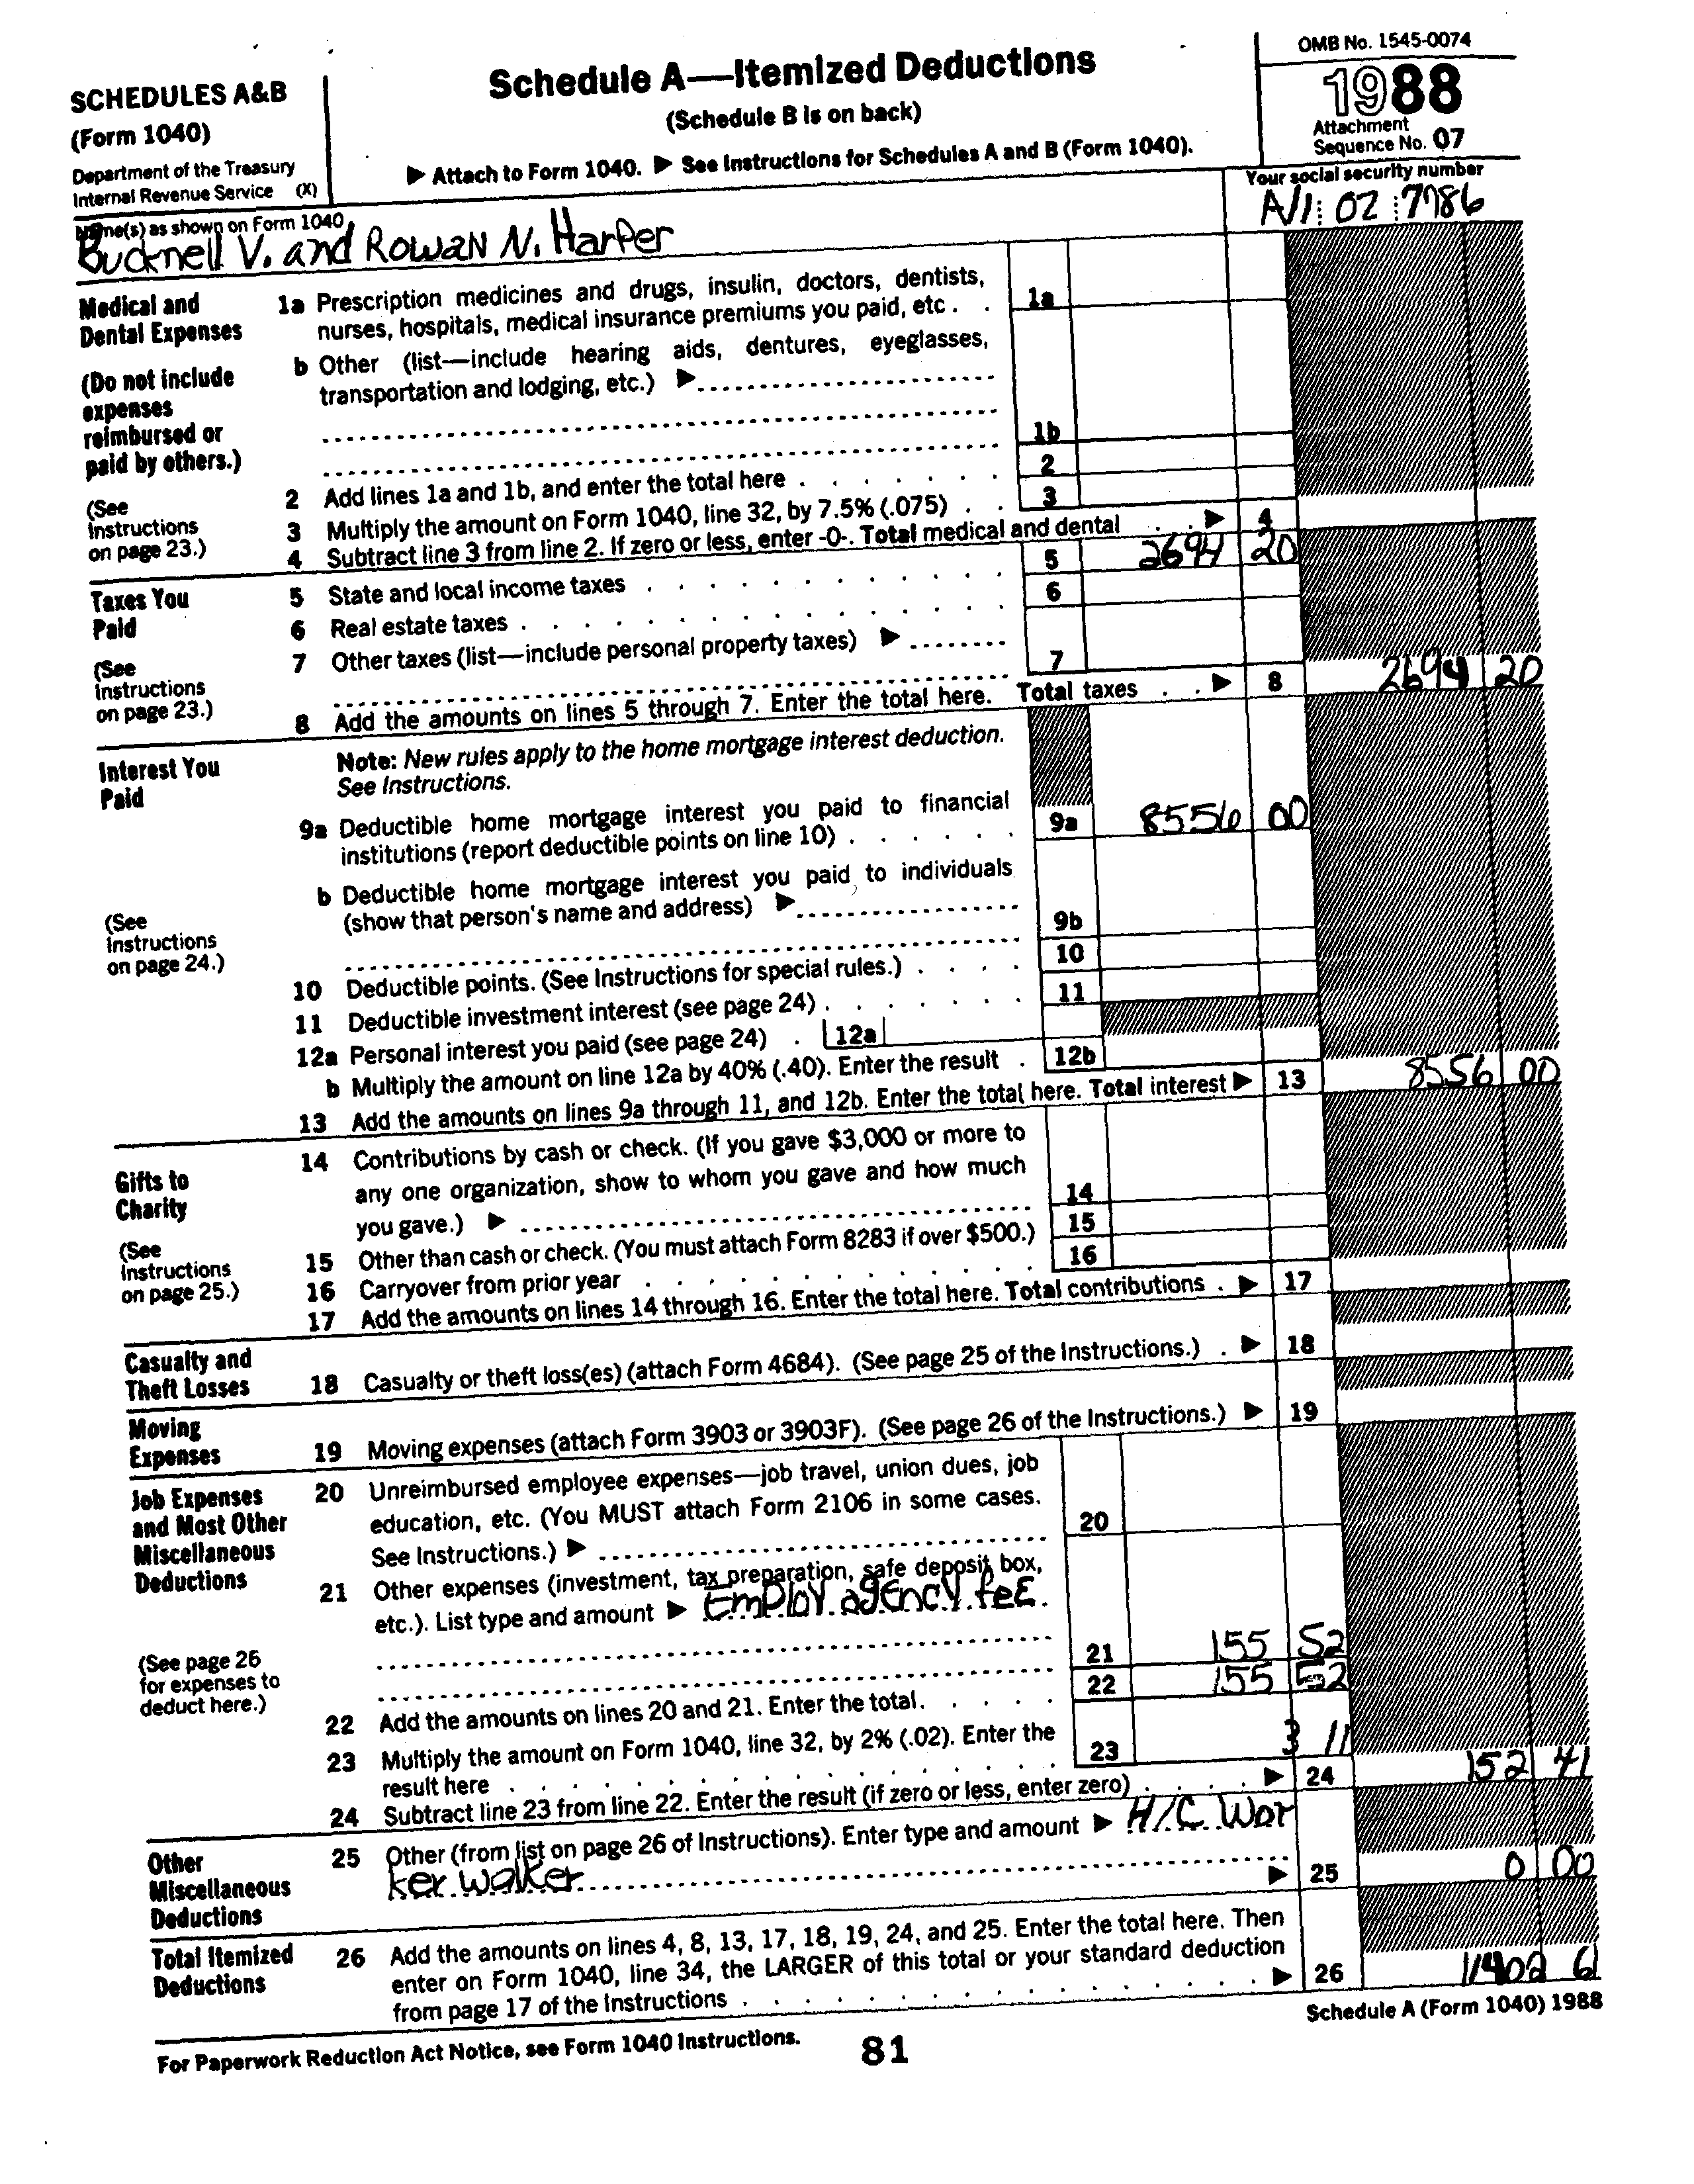 SCHEDULES A&B
(Form 1040)
Department of the Treasury
Internal Revenue Service (X)
Schedule A—Itemized Deductions
(Schedule B is on back)
▶ Attach to Form 1040. ▶ See Instructions for Schedules A and B (Form 1040).
OMB No. 1545-0074
1988
Attachment
Sequence No. 07
Name(s) as shown on Form 1040
Bucknell V. and Rowan N. Harper
Your social security number
02 7986
Medical and
Dental Expenses
(Do not include
expenses
reimbursed or
paid by others.)
(See
Instructions
on page 23.)
1a Prescription medicines and drugs, insulin, doctors, dentists,
nurses, hospitals, medical insurance premiums you paid, etc . . 1a
b Other (list—include hearing aids, dentures, eyeglasses,
transportation and lodging, etc.) ▶
1b
2 Add lines 1a and 1b, and enter the total here . . . . . . 2
3 Multiply the amount on Form 1040, line 32, by 7.5% (.075) . . 3
4 Subtract line 3 from line 2. If zero or less, enter -0-. Total medical and dental . . ▶ 4
Taxes You
Paid
(See
Instructions
on page 23.)
5 State and local income taxes . . . . . . . . . . . 5 2694 20
6 Real estate taxes . . . . . . . . . . . . . . 6
7 Other taxes (list—include personal property taxes) ▶
7
8 Add the amounts on lines 5 through 7. Enter the total here. Total taxes . . ▶ 8 2694 20
Interest You
Paid
(See
Instructions
on page 24.)
Note: New rules apply to the home mortgage interest deduction.
See Instructions.
9a Deductible home mortgage interest you paid to financial
institutions (report deductible points on line 10) . . . . . . 9a 8556 00
b Deductible home mortgage interest you paid to individuals
(show that person's name and address) ▶
9b
10 Deductible points. (See Instructions for special rules.) . . . . 10
11 Deductible investment interest (see page 24) . . . . . . . 11
12a Personal interest you paid (see page 24) . 12a
b Multiply the amount on line 12a by 40% (.40). Enter the result . 12b
13 Add the amounts on lines 9a through 11, and 12b. Enter the total here. Total interest ▶ 13 8556 00
Gifts to
Charity
(See
Instructions
on page 25.)
14 Contributions by cash or check. (If you gave $3,000 or more to
any one organization, show to whom you gave and how much
you gave.) ▶ 14
15 Other than cash or check. (You must attach Form 8283 if over $500.) 15
16 Carryover from prior year . . . . . . . . . . . . 16
17 Add the amounts on lines 14 through 16. Enter the total here. Total contributions . ▶ 17
Casualty and
Theft Losses
18 Casualty or theft loss(es) (attach Form 4684). (See page 25 of the Instructions.) . ▶ 18
Moving
Expenses
19 Moving expenses (attach Form 3903 or 3903F). (See page 26 of the Instructions.) ▶ 19
Job Expenses
and Most Other
Miscellaneous
Deductions
(See page 26
for expenses to
deduct here.)
20 Unreimbursed employee expenses—job travel, union dues, job
education, etc. (You MUST attach Form 2106 in some cases.
See Instructions.) ▶ 20
21 Other expenses (investment, tax preparation, safe deposit box,
etc.). List type and amount ▶ Employ. agency fee.
21 155 52
22 Add the amounts on lines 20 and 21. Enter the total. . . . . 22 155 52
23 Multiply the amount on Form 1040, line 32, by 2% (.02). Enter the
result here . . . . . . . . . . . . . . . 23 3 11
24 Subtract line 23 from line 22. Enter the result (if zero or less, enter zero) . . . . ▶ 24 152 41
Other
Miscellaneous
Deductions
25 Other (from list on page 26 of Instructions). Enter type and amount ▶ H/C Wor
ker walker ▶ 25 0 00
Total Itemized
Deductions
26 Add the amounts on lines 4, 8, 13, 17, 18, 19, 24, and 25. Enter the total here. Then
enter on Form 1040, line 34, the LARGER of this total or your standard deduction
from page 17 of the Instructions . . . . . . . . . . . . . ▶ 26 11402 61
For Paperwork Reduction Act Notice, see Form 1040 Instructions.
81
Schedule A (Form 1040) 1988